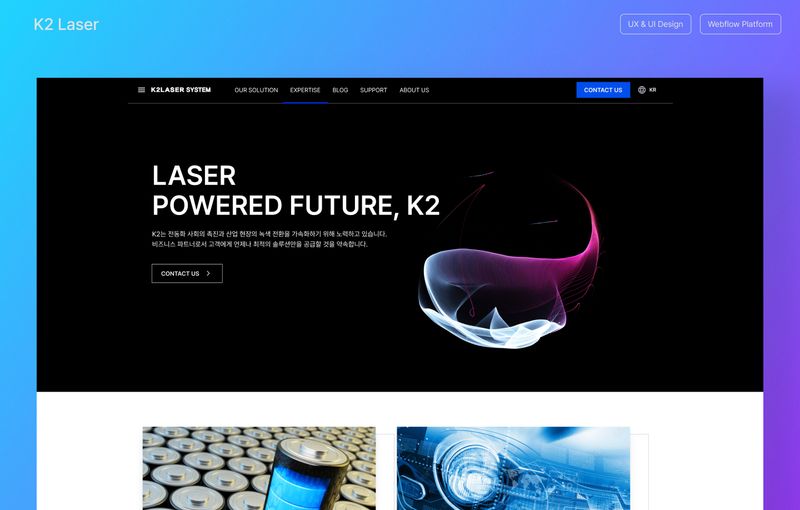 K2 Laser
UX & UI Design
Webflow Platform
K2LASER SYSTEM
OUR SOLUTION
EXPERTISE
BLOG
SUPPORT
ABOUT US
CONTACT US
KR
LASER
POWERED FUTURE, K2
K2는 전동화 사회의 촉진과 산업 현장의 녹색 전환을 가속화하기 위해 노력하고 있습니다.
비즈니스 파트너로서 고객에게 언제나 최적의 솔루션만을 공급할 것을 약속합니다.
CONTACT US